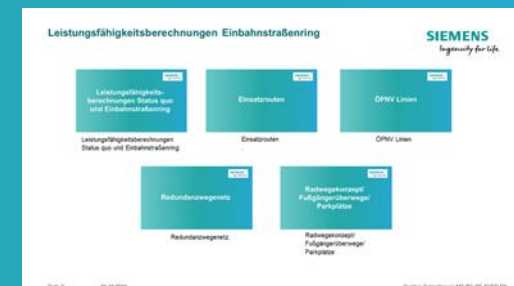 Leistungsfähigkeitsberechnungen Einbahnstraßenring
SIEMENS
Ingenuity for life
Leistungsfähigkeits-
berechnungen Status quo
und Einbahnstraßenring
Einsatzrouten
ÖPNV Linien
Leistungsfähigkeitsberechnungen
Status quo und Einbahnstraßenring
Einsatzrouten
ÖPNV Linien
Redundanzwegenetz
Radwegekonzept/
Fußgängerüberwege/
Parkplätze
Redundanzwegenetz
Radwegekonzept/
Fußgängerüberwege/
Parkplätze